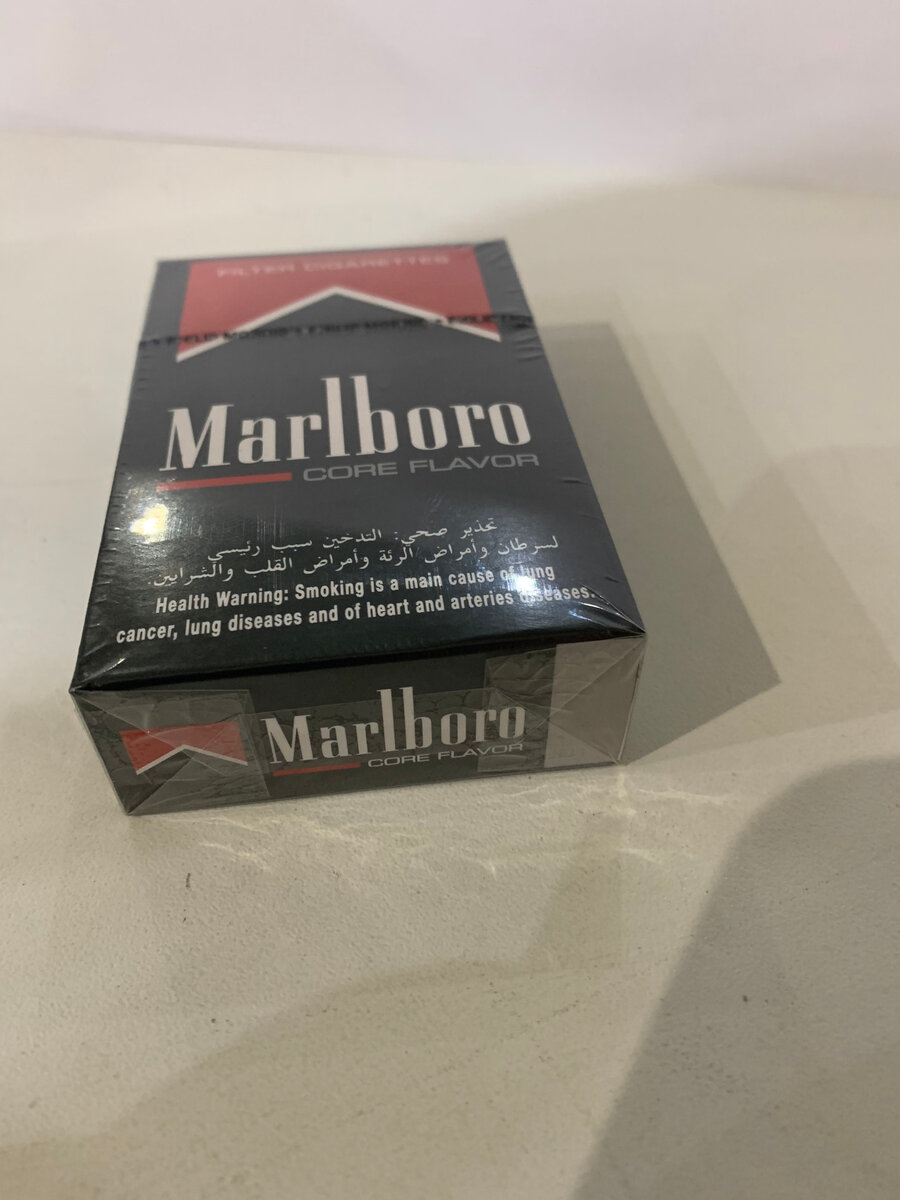 FILTER CIGARETTES
Marlboro
CORE FLAVOR
تحذير صحي: التدخين سبب رئيسي
لسرطان وأمراض الرئة وأمراض القلب والشرايين.
Health Warning: Smoking is a main cause of lung
cancer, lung diseases and of heart and arteries diseases.
Marlboro
CORE FLAVOR